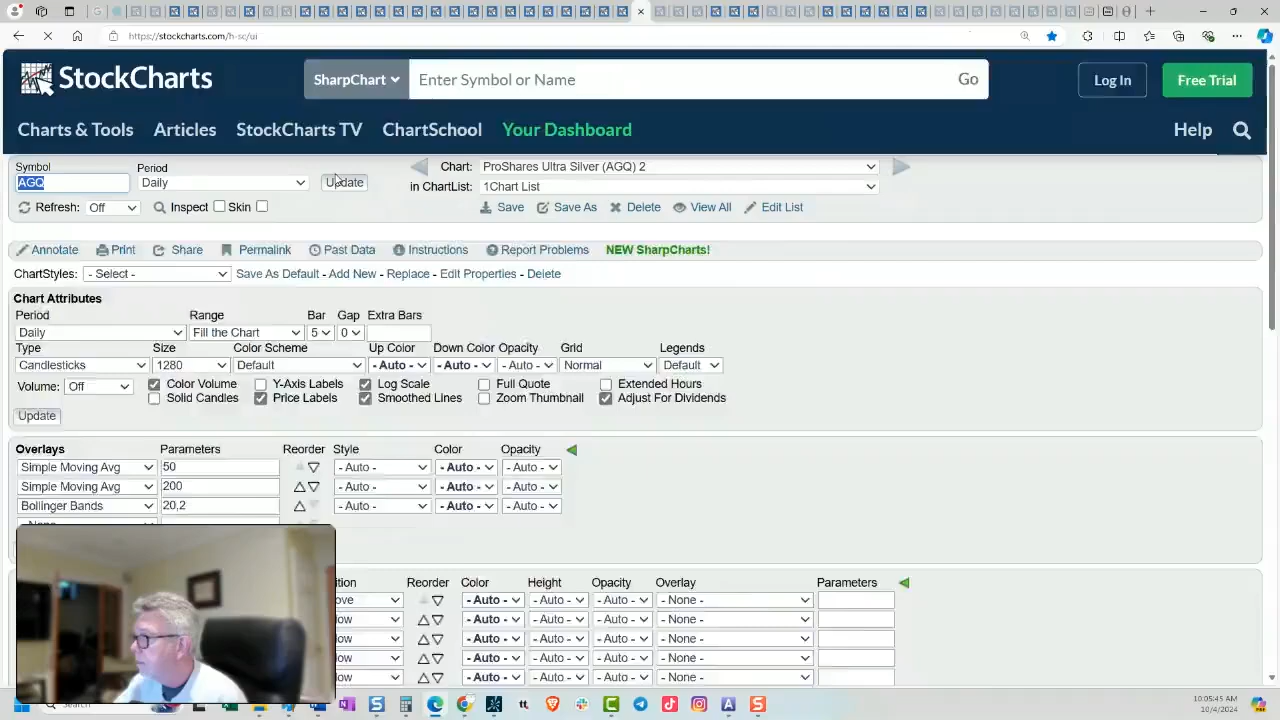 https://stockcharts.com/h-sc/ui
StockCharts
SharpChart
Enter Symbol or Name
Go
Log In
Free Trial
Charts & Tools
Articles
StockCharts TV
ChartSchool
Your Dashboard
Help
Symbol
Period
AGQ
Daily
Update
Chart: ProShares Ultra Silver (AGQ) 2
in ChartList: 1Chart List
Refresh: Off
Inspect
Skin
Save
Save As
Delete
View All
Edit List
Annotate
Print
Share
Permalink
Past Data
Instructions
Report Problems
NEW SharpCharts!
ChartStyles: - Select -
Save As Default - Add New - Replace - Edit Properties - Delete
Chart Attributes
Period Range Bar Gap Extra Bars
Daily Fill the Chart 5 0
Type Size Color Scheme Up Color Down Color Opacity Grid Legends
Candlesticks 1280 Default - Auto - - Auto - - Auto - Normal Default
Volume: Off
Color Volume Y-Axis Labels Log Scale Full Quote Extended Hours
Solid Candles Price Labels Smoothed Lines Zoom Thumbnail Adjust For Dividends
Update
Overlays Parameters Reorder Style Color Opacity
Simple Moving Avg 50 - Auto - - Auto - - Auto -
Simple Moving Avg 200 - Auto - - Auto - - Auto -
Bollinger Bands 20,2 - Auto - - Auto - - Auto -
Reorder Color Height Opacity Overlay Parameters
- Auto - - Auto - - Auto - - None -
- Auto - - Auto - - Auto - - None -
- Auto - - Auto - - Auto - - None -
- Auto - - Auto - - Auto - - None -
- Auto - - Auto - - Auto - - None -
Search
tt
10:05:45 AM
10/4/2024